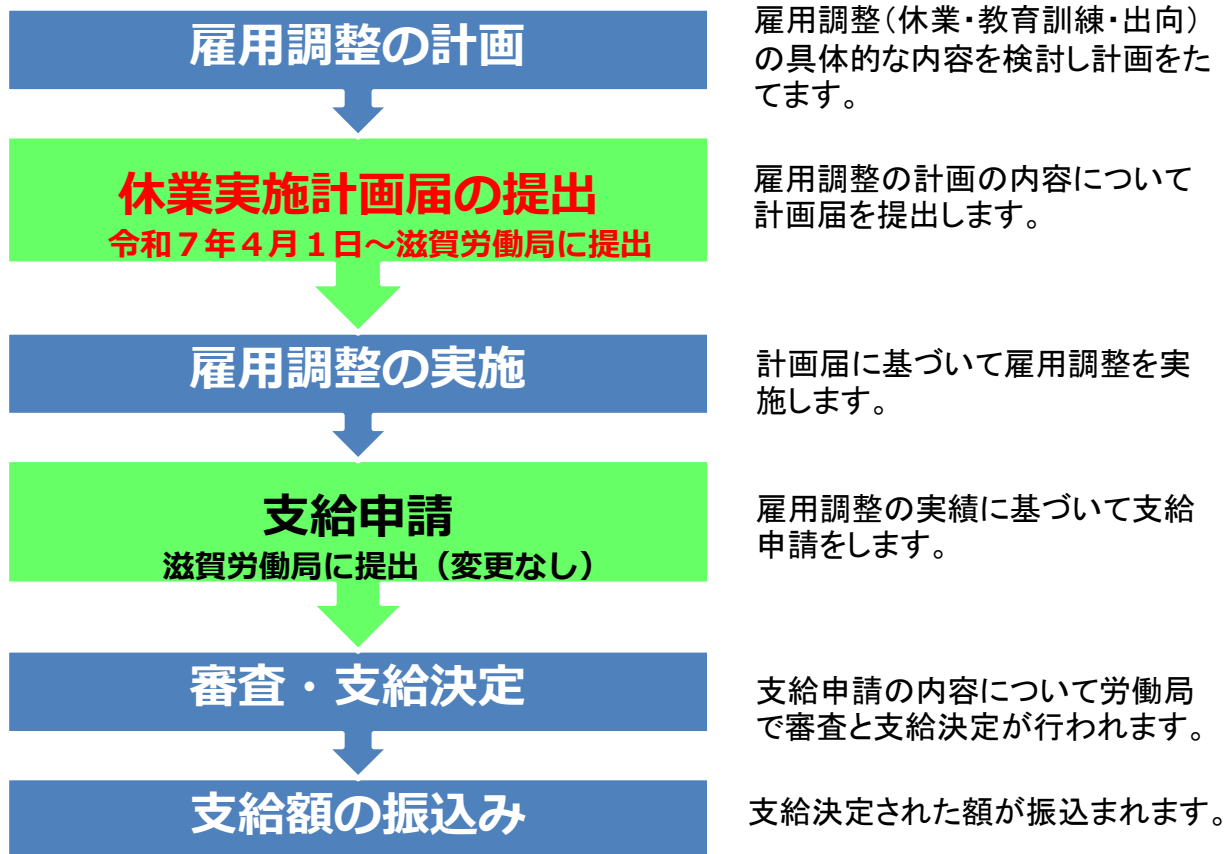 雇用調整の計画
雇用調整（休業・教育訓練・出向）
の具体的な内容を検討し計画をた
てます。
休業実施計画届の提出
令和７年４月１日～滋賀労働局に提出
雇用調整の計画の内容について
計画届を提出します。
雇用調整の実施
計画届に基づいて雇用調整を実
施します。
支給申請
滋賀労働局に提出（変更なし）
雇用調整の実績に基づいて支給
申請をします。
審査・支給決定
支給申請の内容について労働局
で審査と支給決定が行われます。
支給額の振込み
支給決定された額が振込まれます。